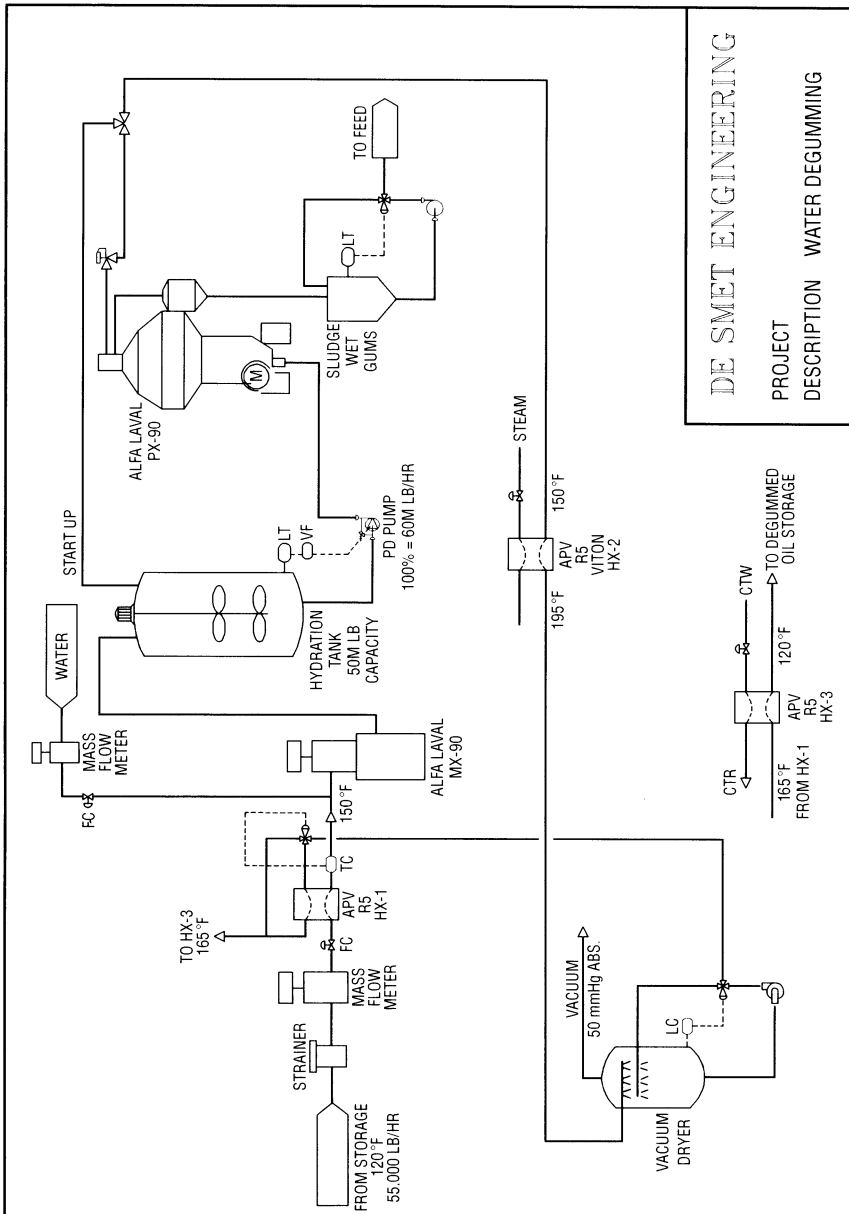 FROM STORAGE
120°F
55.000 LB/HR
STRAINER
MASS
FLOW
METER
FC
TO HX-3
165°F
APV
R5
HX-1
TC
150°F
FC
MASS
FLOW
METER
WATER
ALFA LAVAL
MX-90
HYDRATION
TANK
50M LB
CAPACITY
START UP
LT
VF
PD PUMP
100% = 60M LB/HR
ALFA LAVAL
PX-90
M
SLUDGE
WET
GUMS
LT
TO FEED
VACUUM
DRYER
VACUUM
50 mmHg ABS.
LC
195°F
APV
R5
VITON
HX-2
STEAM
150°F
CTR
165°F
FROM HX-1
APV
R5
HX-3
CTW
120°F
TO DEGUMMED
OIL STORAGE
DE SMET ENGINEERING
PROJECT
DESCRIPTION WATER DEGUMMING